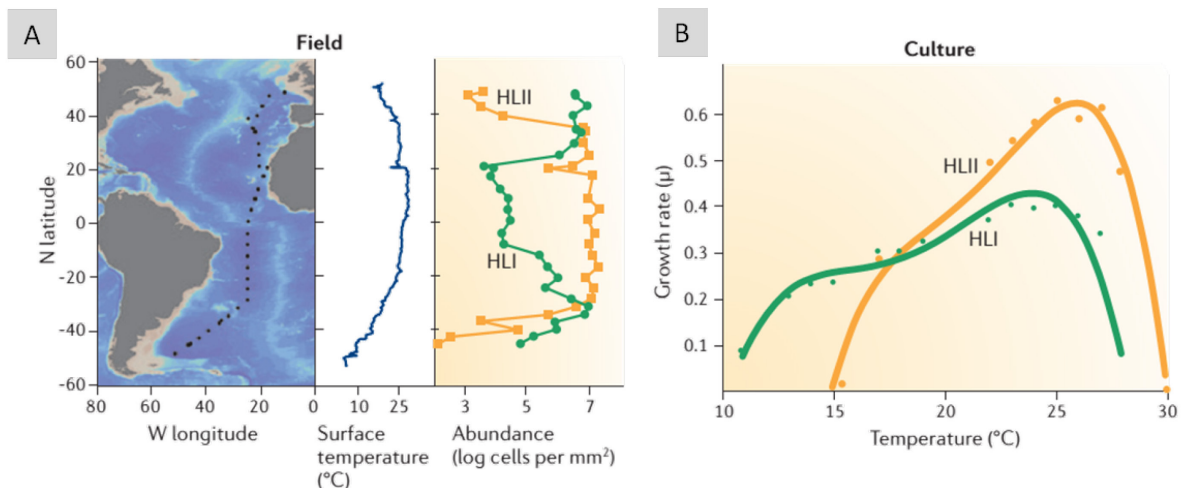 A
Field
60
40
20
0
-20
-40
-60
N latitude
80 60 40 20 0
W longitude
10 25
Surface
temperature
(°C)
HLII
HLI
3 5 7
Abundance
(log cells per mm²)
B
Culture
0.6
0.5
0.4
0.3
0.2
0.1
Growth rate (μ)
HLII
HLI
10 15 20 25 30
Temperature (°C)